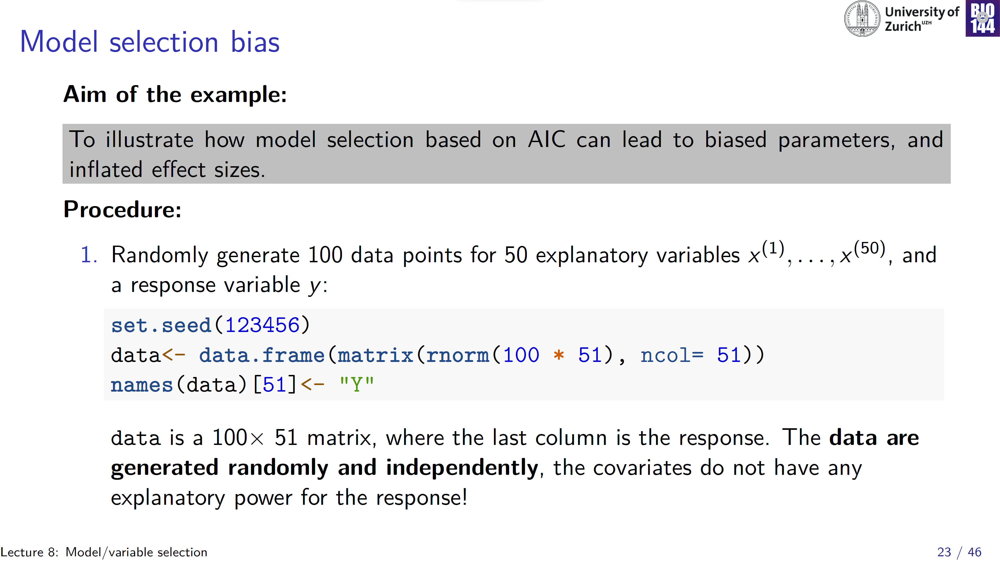 University of
Zurich UZH
BIO
144
Model selection bias
Aim of the example:
To illustrate how model selection based on AIC can lead to biased parameters, and
inflated effect sizes.
Procedure:
1. Randomly generate 100 data points for 50 explanatory variables x^(1), . . . , x^(50), and
a response variable y:
set.seed(123456)
data<- data.frame(matrix(rnorm(100 * 51), ncol= 51))
names(data)[51]<- "Y"
data is a 100× 51 matrix, where the last column is the response. The data are
generated randomly and independently, the covariates do not have any
explanatory power for the response!
Lecture 8: Model/variable selection
23 / 46